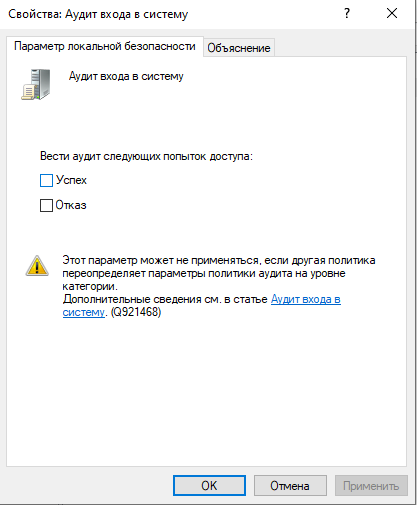 Свойства: Аудит входа в систему
?
Параметр локальной безопасности
Объяснение
Аудит входа в систему
Вести аудит следующих попыток доступа:
Успех
Отказ
Этот параметр может не применяться, если другая политика
переопределяет параметры политики аудита на уровне
категории.
Дополнительные сведения см. в статье Аудит входа в
систему. (Q921468)
OK
Отмена
Применить